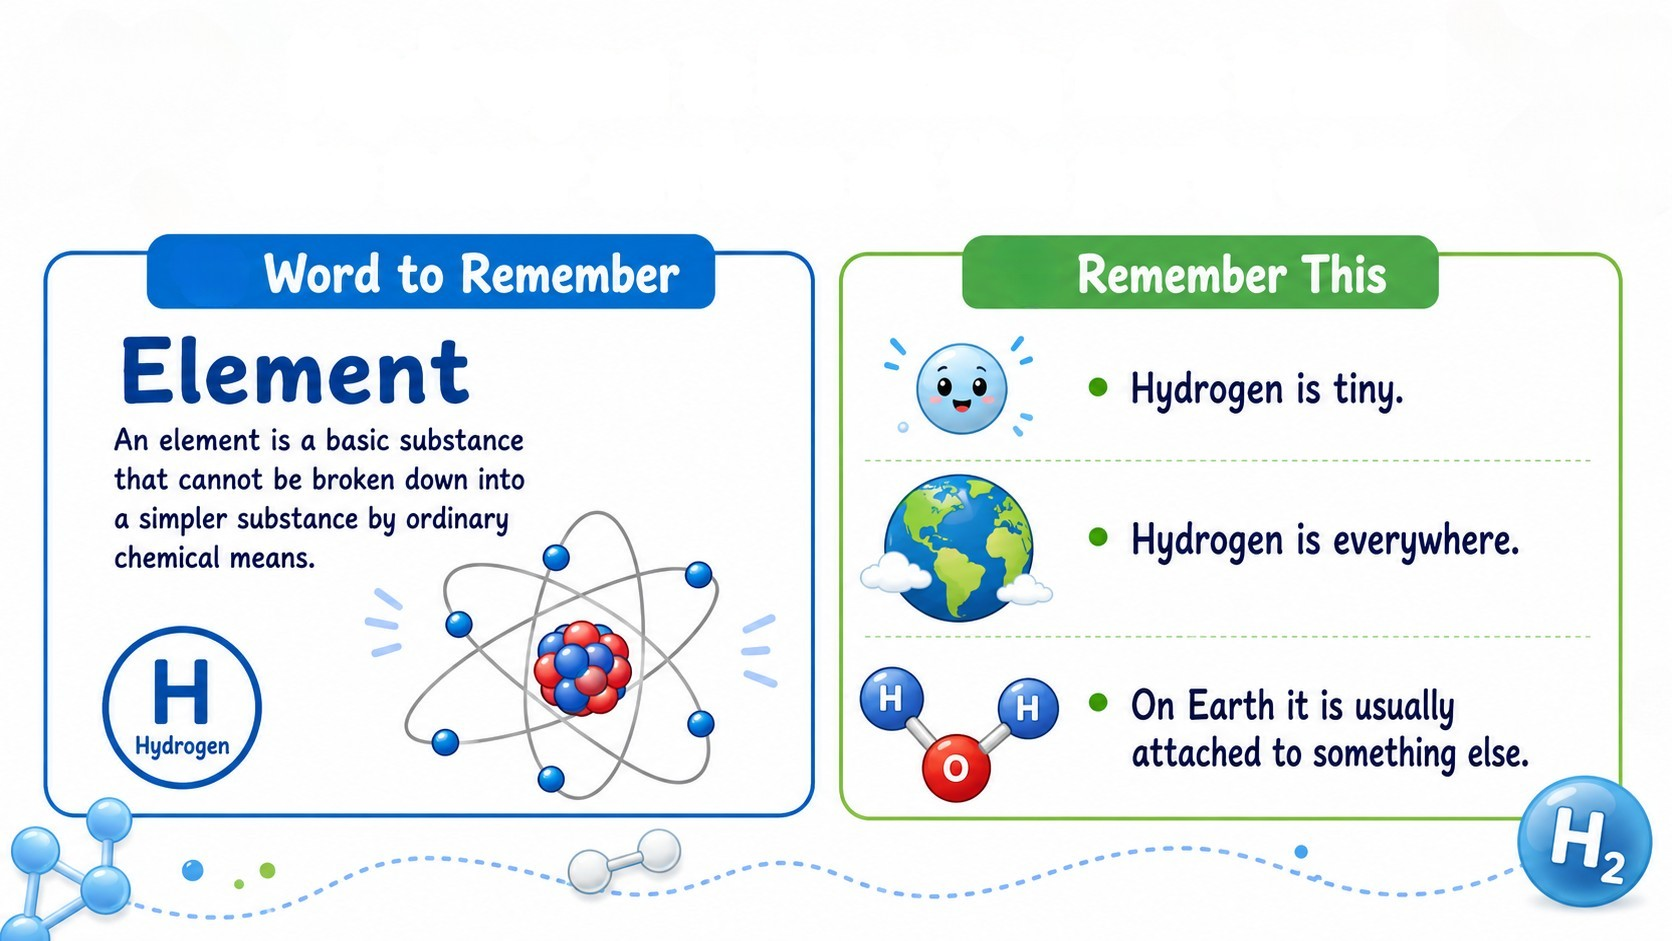 Word to Remember
Element
An element is a basic substance
that cannot be broken down into
a simpler substance by ordinary
chemical means.
H
Hydrogen
Remember This
Hydrogen is tiny.
Hydrogen is everywhere.
H
H
O
On Earth it is usually
attached to something else.
H₂